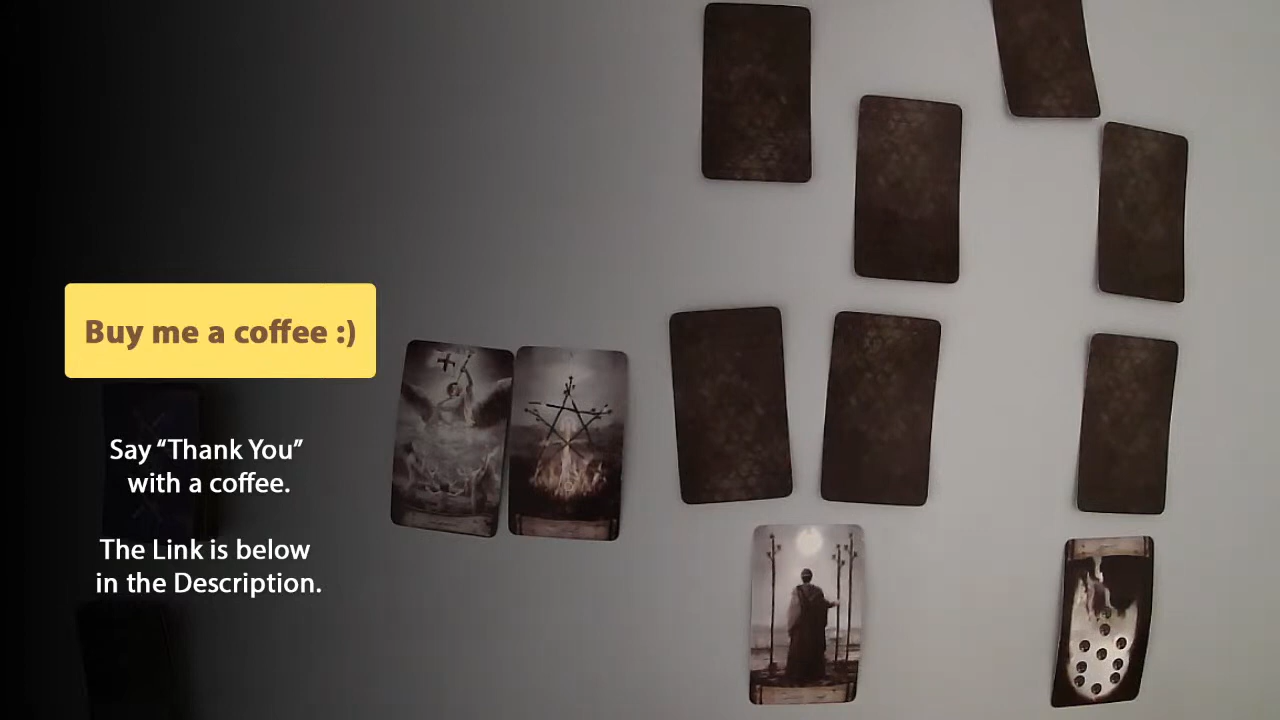 Buy me a coffee :)
Say “Thank You”
with a coffee.
The Link is below
in the Description.